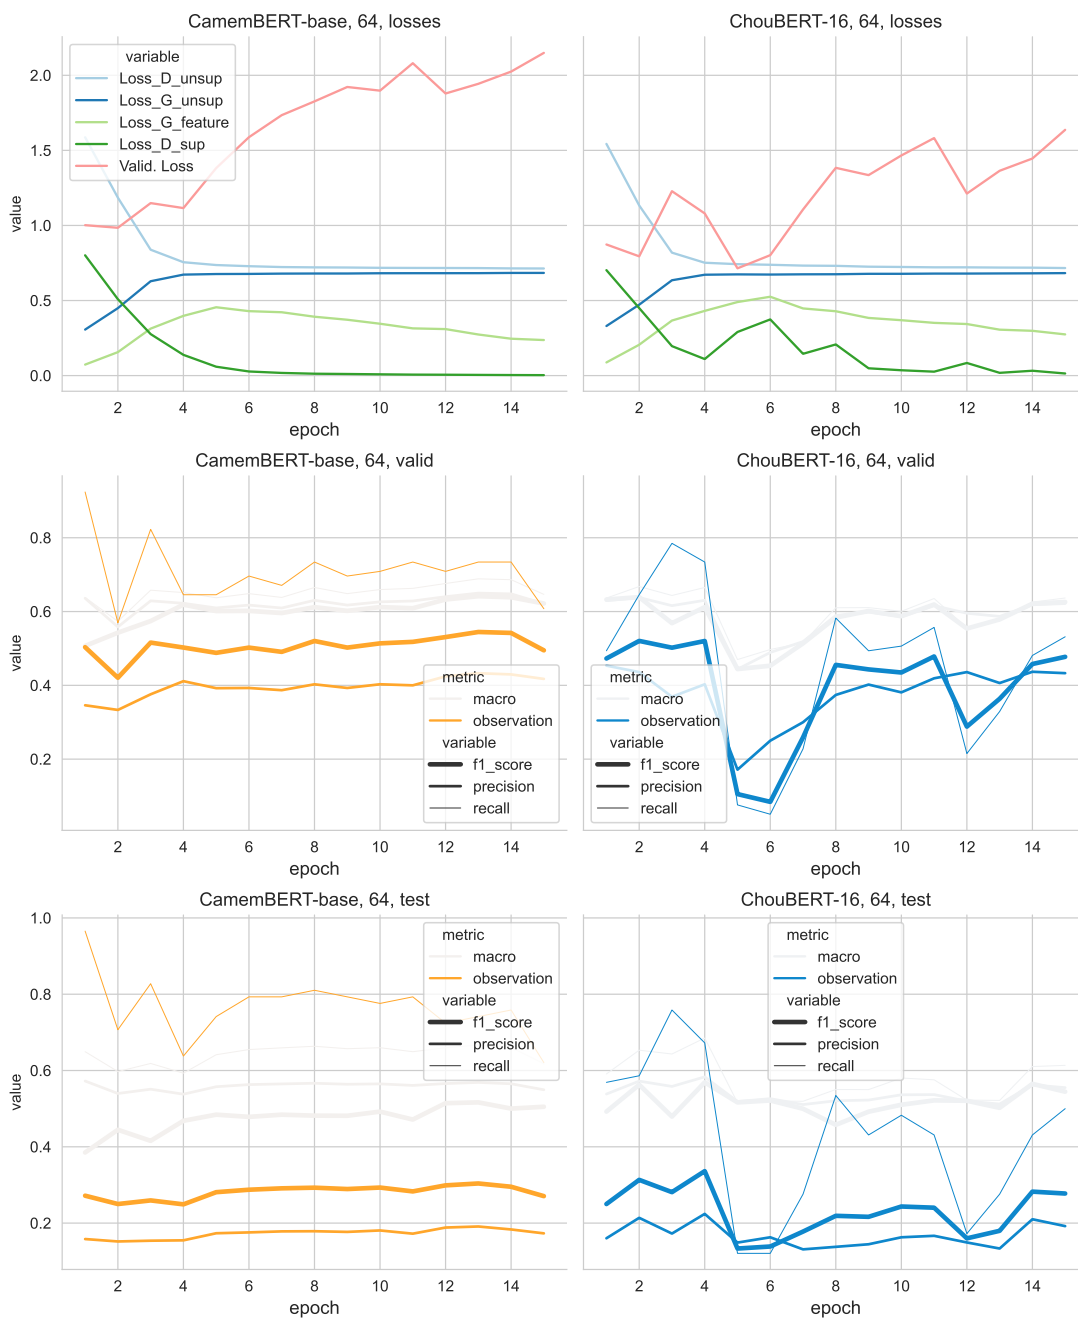 CamemBERT-base, 64, losses
ChouBERT-16, 64, losses
value
2.0
1.5
1.0
0.5
0.0
variable
Loss_D_unsup
Loss_G_unsup
Loss_G_feature
Loss_D_sup
Valid. Loss
2 4 6 8 10 12 14
epoch
2 4 6 8 10 12 14
epoch
CamemBERT-base, 64, valid
ChouBERT-16, 64, valid
value
0.8
0.6
0.4
0.2
metric
macro
observation
variable
f1_score
precision
recall
metric
macro
observation
variable
f1_score
precision
recall
2 4 6 8 10 12 14
epoch
2 4 6 8 10 12 14
epoch
CamemBERT-base, 64, test
ChouBERT-16, 64, test
value
1.0
0.8
0.6
0.4
0.2
metric
macro
observation
variable
f1_score
precision
recall
metric
macro
observation
variable
f1_score
precision
recall
2 4 6 8 10 12 14
epoch
2 4 6 8 10 12 14
epoch